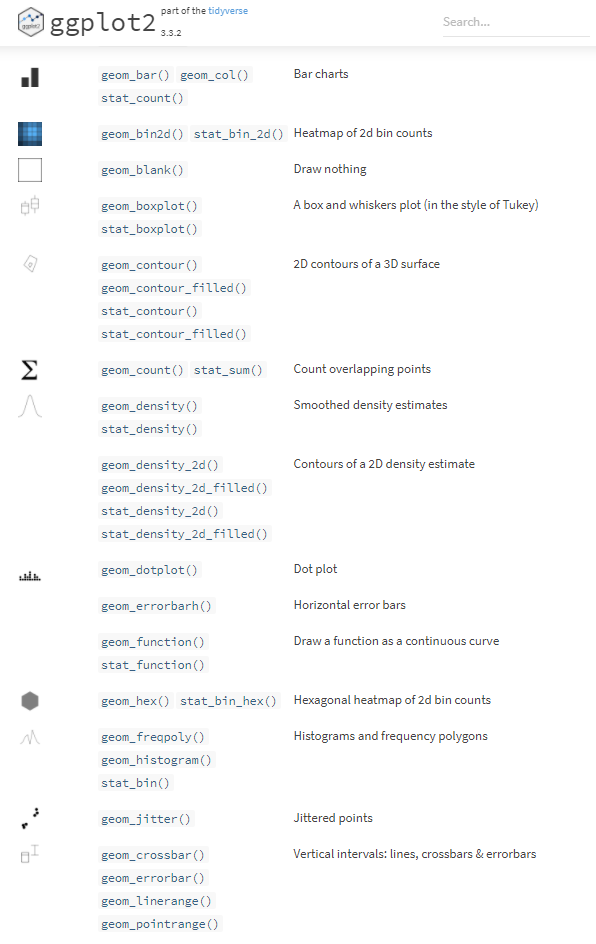 ggplot2 part of the tidyverse
3.3.2
Search...
geom_bar() geom_col() Bar charts
stat_count()
geom_bin2d() stat_bin_2d() Heatmap of 2d bin counts
geom_blank() Draw nothing
geom_boxplot() A box and whiskers plot (in the style of Tukey)
stat_boxplot()
geom_contour() 2D contours of a 3D surface
geom_contour_filled()
stat_contour()
stat_contour_filled()
geom_count() stat_sum() Count overlapping points
geom_density() Smoothed density estimates
stat_density()
geom_density_2d() Contours of a 2D density estimate
geom_density_2d_filled()
stat_density_2d()
stat_density_2d_filled()
geom_dotplot() Dot plot
geom_errorbarh() Horizontal error bars
geom_function() Draw a function as a continuous curve
stat_function()
geom_hex() stat_bin_hex() Hexagonal heatmap of 2d bin counts
geom_freqpoly() Histograms and frequency polygons
geom_histogram()
stat_bin()
geom_jitter() Jittered points
geom_crossbar() Vertical intervals: lines, crossbars & errorbars
geom_errorbar()
geom_linerange()
geom_pointrange()